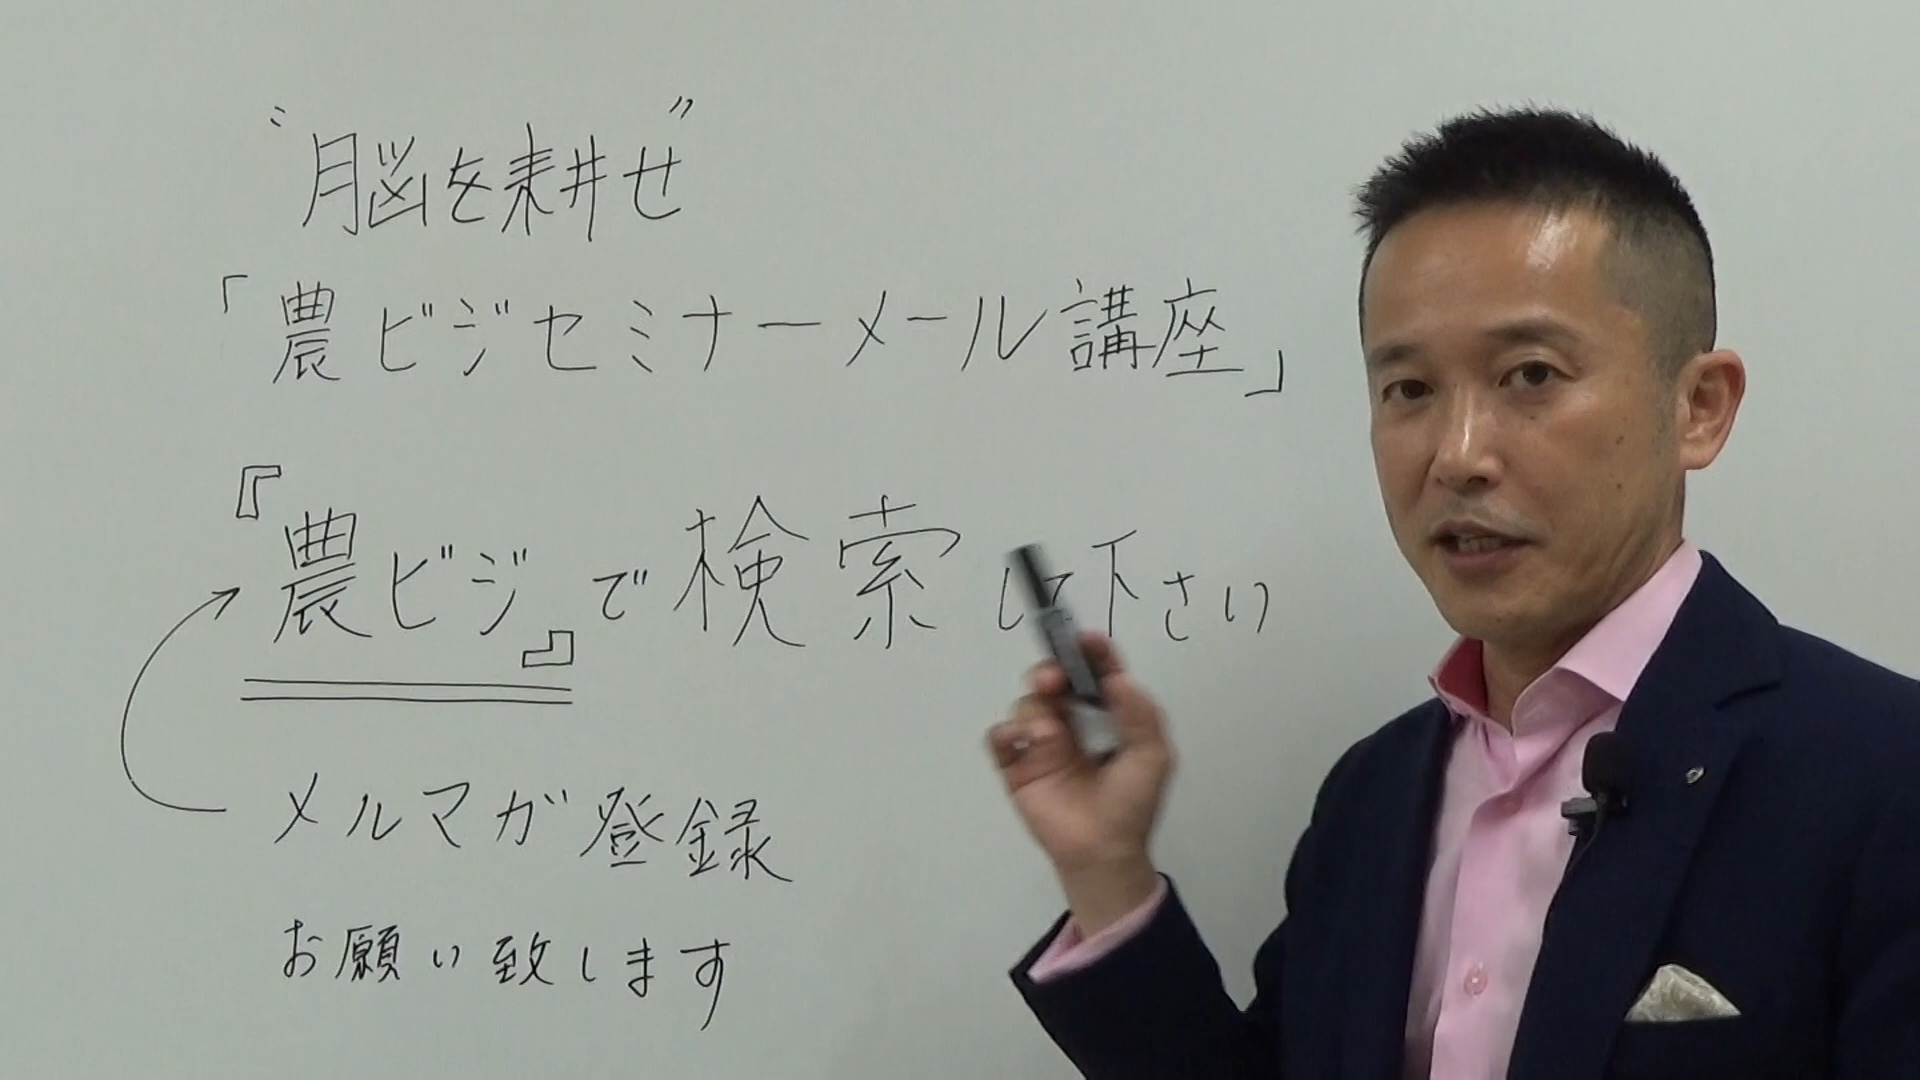 "脳を耕せ"
「農ビジセミナーメール講座」
『農ビジ』で検索して下さい
メルマガ登録
お願い致します